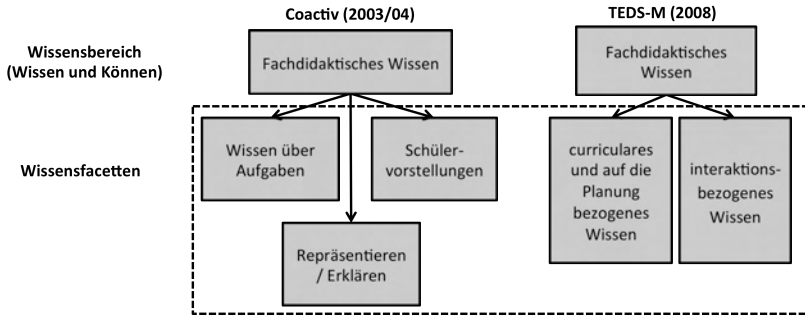 Coactiv (2003/04)
TEDS-M (2008)
Wissensbereich
(Wissen und Können)
Fachdidaktisches Wissen
Fachdidaktisches
Wissen
Wissensfacetten
Wissen über
Aufgaben
Schüler-
vorstellungen
Repräsentieren
/ Erklären
curriculares
und auf die
Planung
bezogenes
Wissen
interaktions-
bezogenes
Wissen